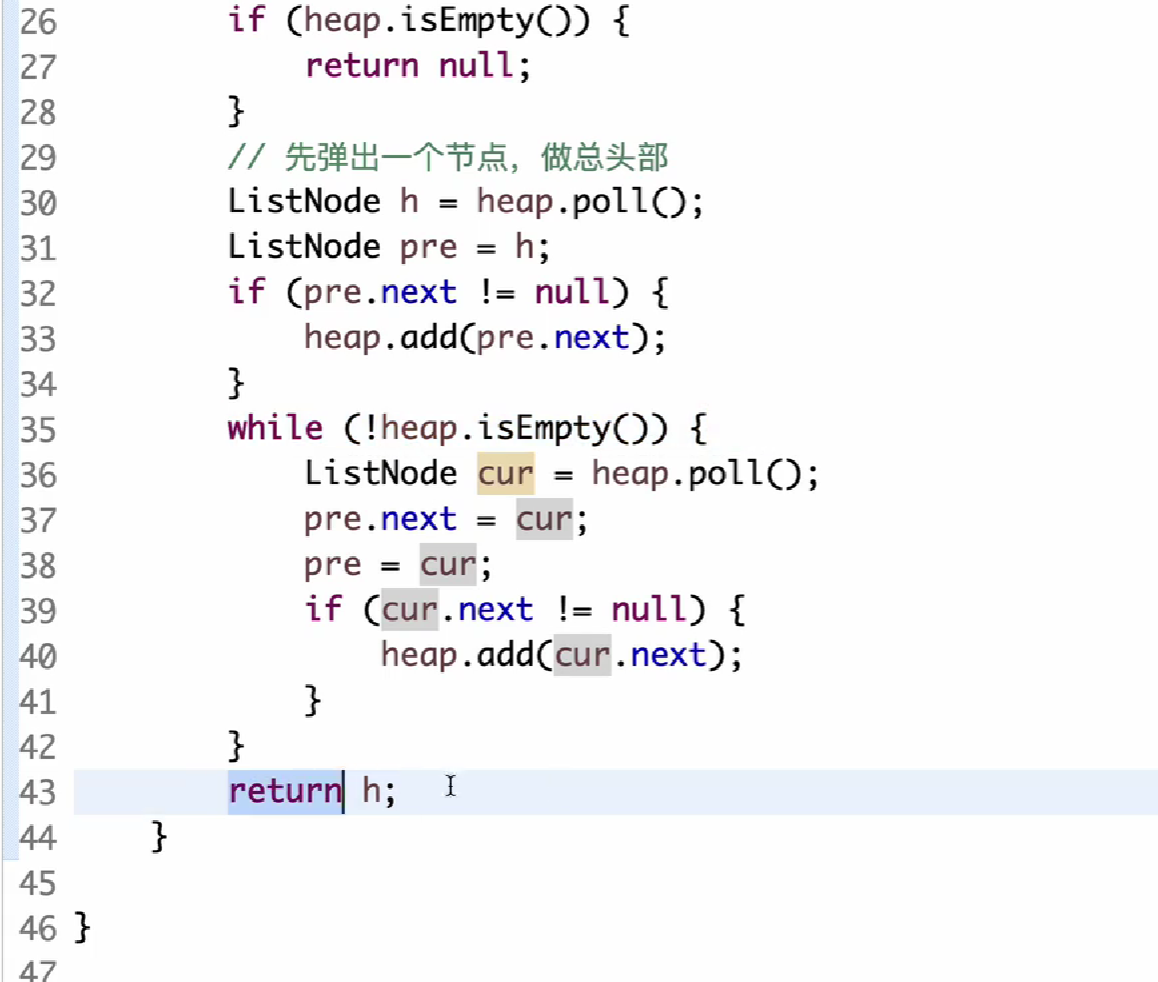 26 if (heap.isEmpty()) {
27 return null;
28 }
29 // 先弹出一个节点，做总头部
30 ListNode h = heap.poll();
31 ListNode pre = h;
32 if (pre.next != null) {
33 heap.add(pre.next);
34 }
35 while (!heap.isEmpty()) {
36 ListNode cur = heap.poll();
37 pre.next = cur;
38 pre = cur;
39 if (cur.next != null) {
40 heap.add(cur.next);
41 }
42 }
43 return h;
44 }
45
46 }
47